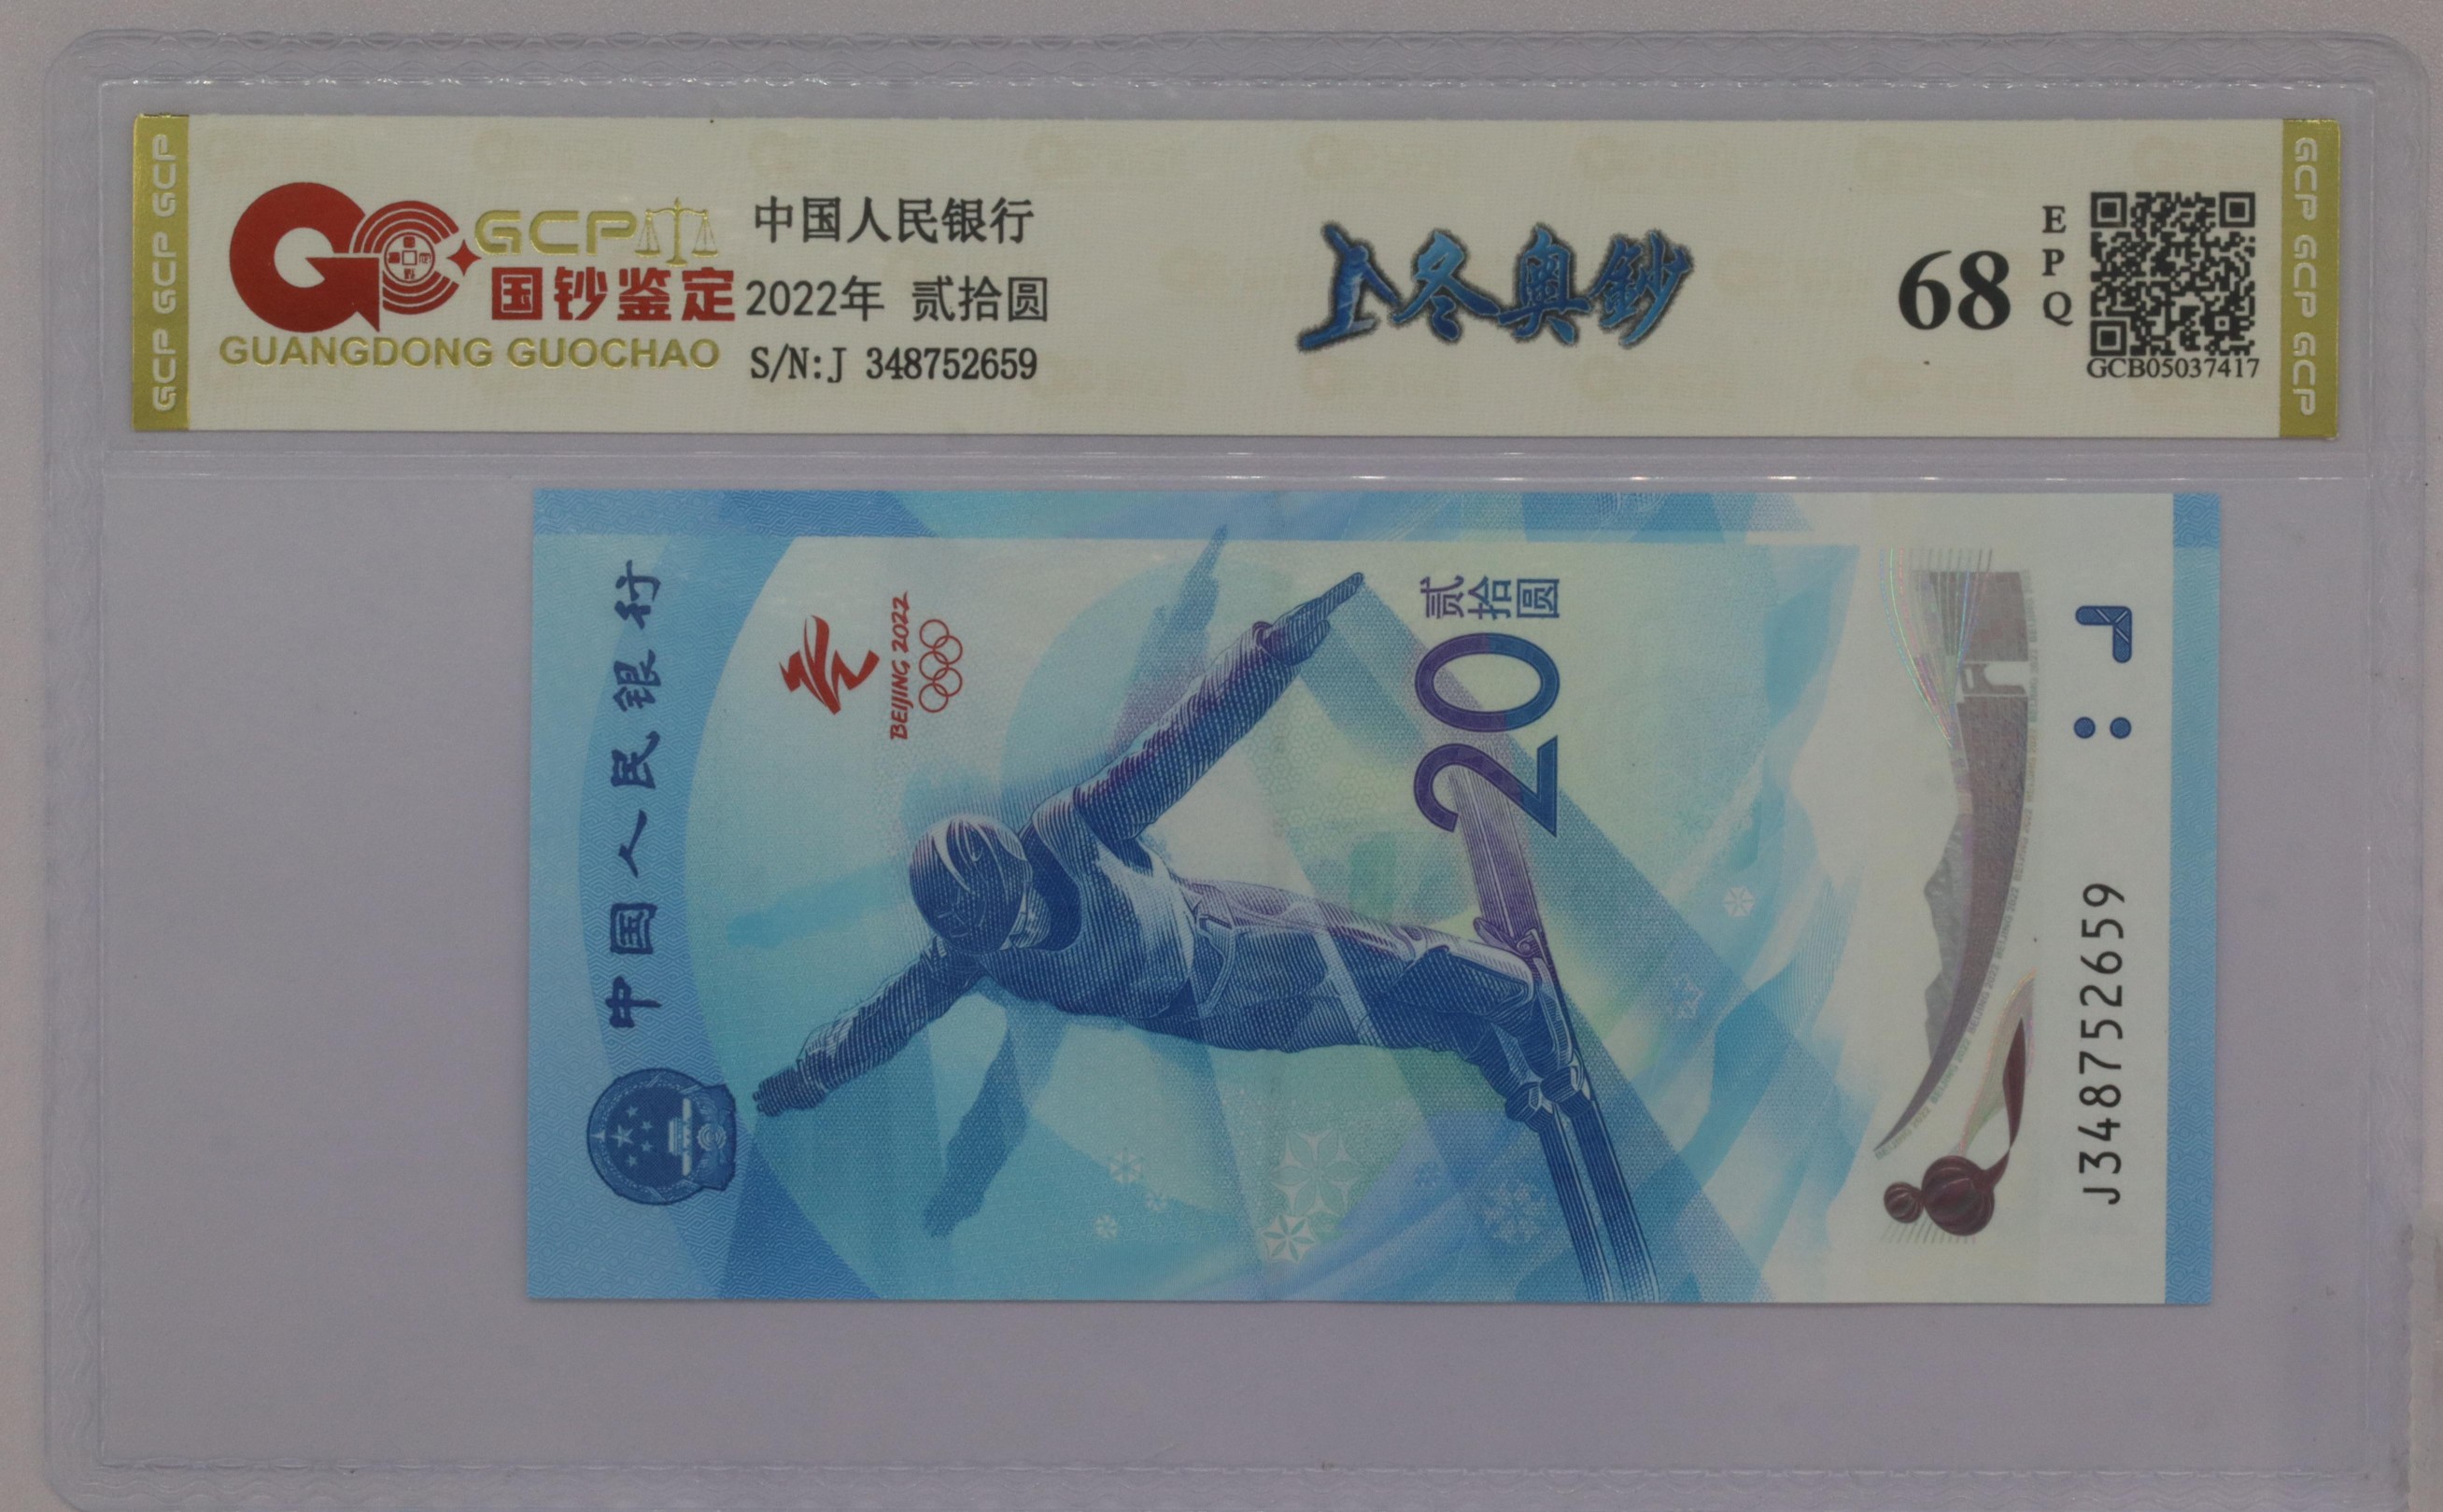 GCP GCP GCP
GCP
国钞鉴定
GUANGDONG GUOCHAO
中国人民银行
2022年 贰拾圆
S/N:J 348752659
上冬奥鈔
68
EPQ
GCB05037417
GCP GCP GCP
中国人民银行
BEIJING 2022
贰拾圆
20
J348752659